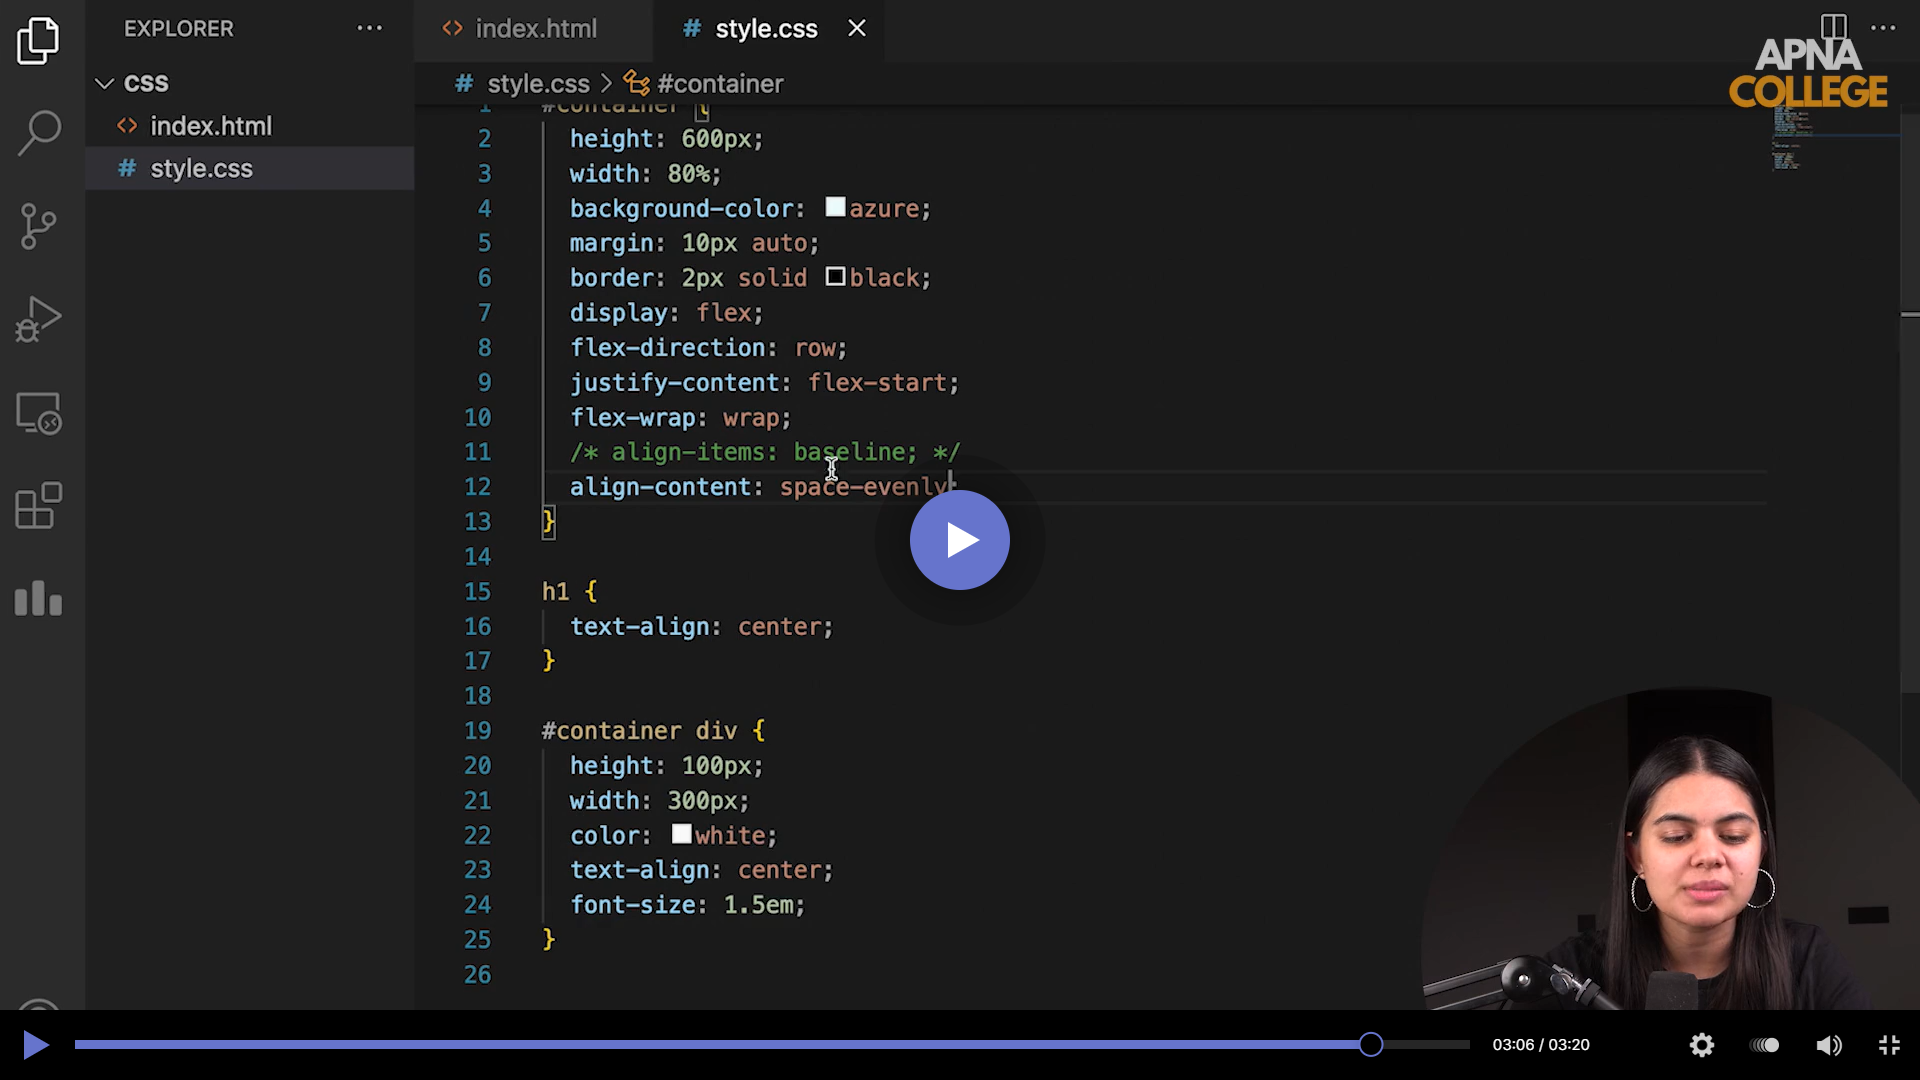 EXPLORER
index.html
style.css
APNA
COLLEGE
CSS
style.css > #container
index.html
style.css
1 #container {
2 height: 600px;
3 width: 80%;
4 background-color: azure;
5 margin: 10px auto;
6 border: 2px solid black;
7 display: flex;
8 flex-direction: row;
9 justify-content: flex-start;
10 flex-wrap: wrap;
11 /* align-items: baseline; */
12 align-content: space-evenly;
13 }
14
15 h1 {
16 text-align: center;
17 }
18
19 #container div {
20 height: 100px;
21 width: 300px;
22 color: white;
23 text-align: center;
24 font-size: 1.5em;
25 }
26
03:06 / 03:20